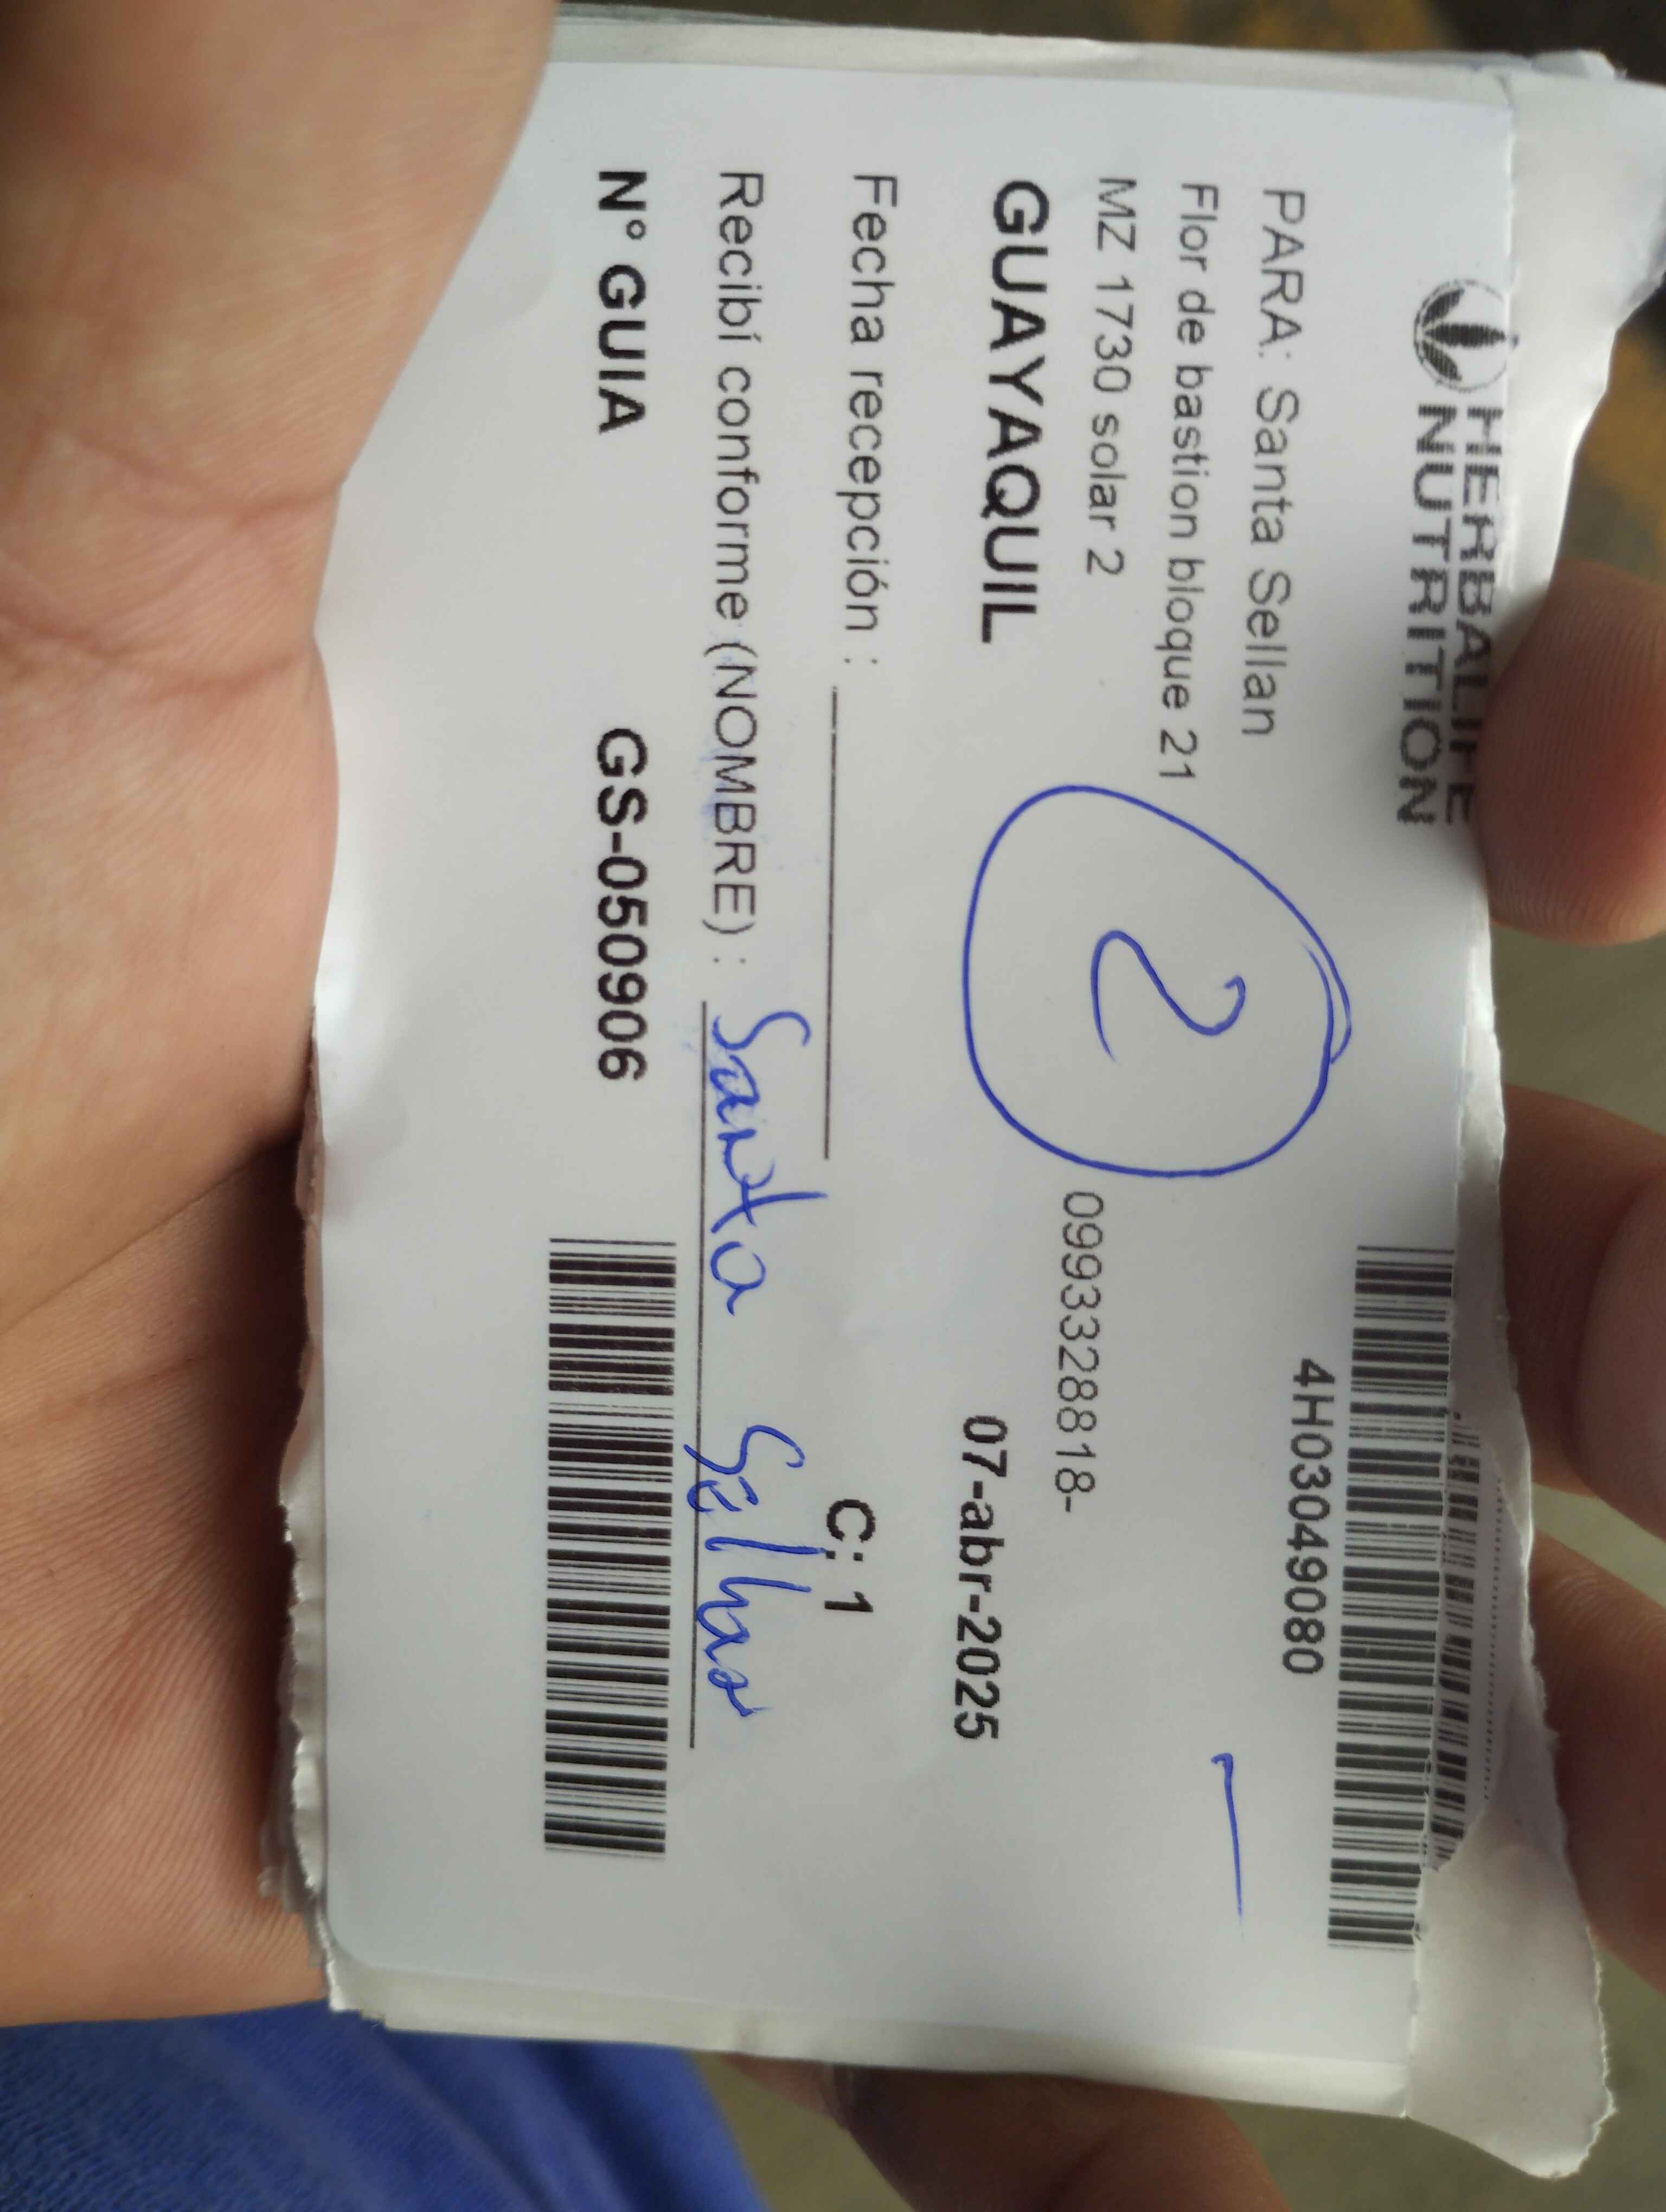 HERBALIFE
NUTRITION
4H03049080
PARA: Santa Sellan
Flor de bastion bloque 21
MZ 1730 solar 2
2
0993328818-
GUAYAQUIL
07-abr-2025
Fecha recepción :
C: 1
Recibí conforme (NOMBRE) : Santa Sellan
N° GUIA GS-050906